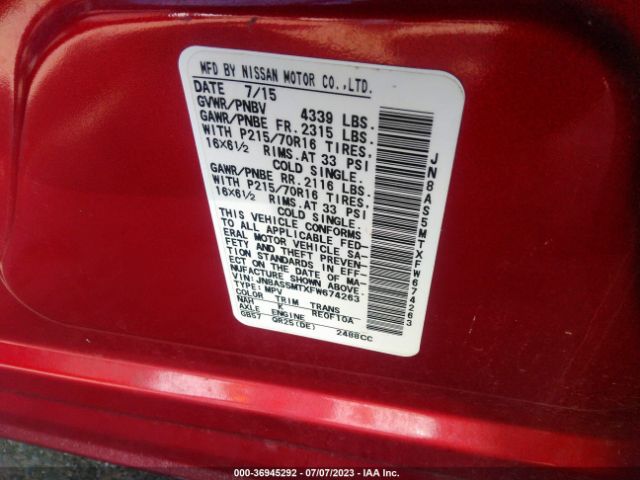 MFD BY NISSAN MOTOR CO.,LTD.
DATE 7/15
GVWR/PNBV 4339 LBS.
GAWR/PNBE FR. 2315 LBS.
WITH P215/70R16 TIRES,
16X6½ RIMS.AT 33 PSI
COLD SINGLE.
GAWR/PNBE RR. 2116 LBS.
WITH P215/70R16 TIRES,
16X6½ RIMS.AT 33 PSI
COLD SINGLE.
THIS VEHICLE CONFORMS
TO ALL APPLICABLE FED-
ERAL MOTOR VEHICLE SA-
FETY AND THEFT PREVEN-
TION STANDARDS IN EFF-
ECT ON THE DATE OF MA-
NUFACTURE SHOWN ABOVE.
VIN: JN8AS5MTXFW674263
TYPE: MPV
COLOR TRIM TRANS
NAH K RE0F10A
AXLE ENGINE
GB57 QR25(DE) 2488CC
JN8AS5MTXFW674263
000-36945292 - 07/07/2023 - IAA Inc.